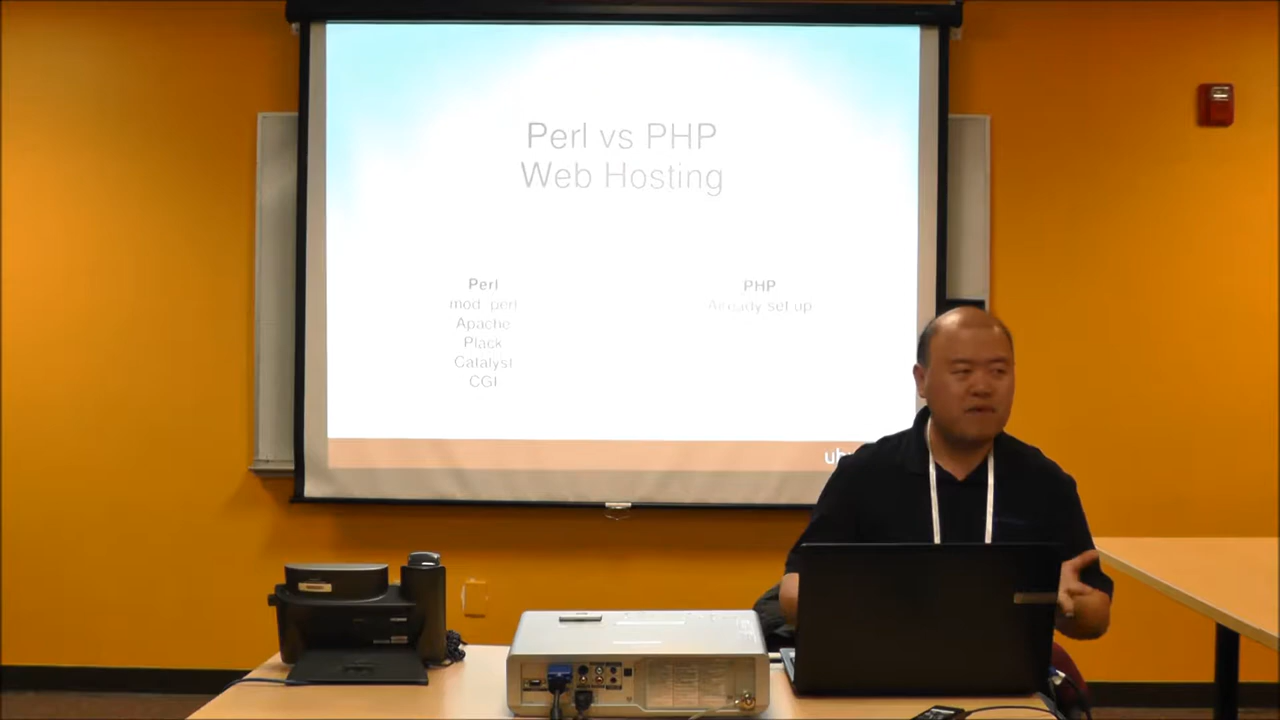 Perl vs PHP
Web Hosting
Perl
mod_perl
Apache
Plack
Catalyst
CGI
PHP
Already set up